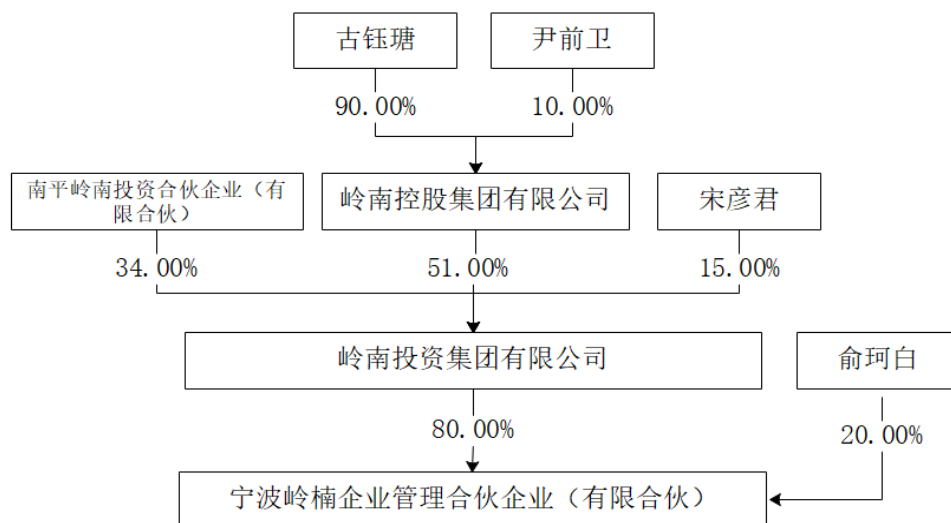 古钰瑭
尹前卫
90.00%
10.00%
南平岭南投资合伙企业（有
限合伙）
岭南控股集团有限公司
宋彦君
34.00%
51.00%
15.00%
岭南投资集团有限公司
俞珂白
80.00%
20.00%
宁波岭楠企业管理合伙企业（有限合伙）